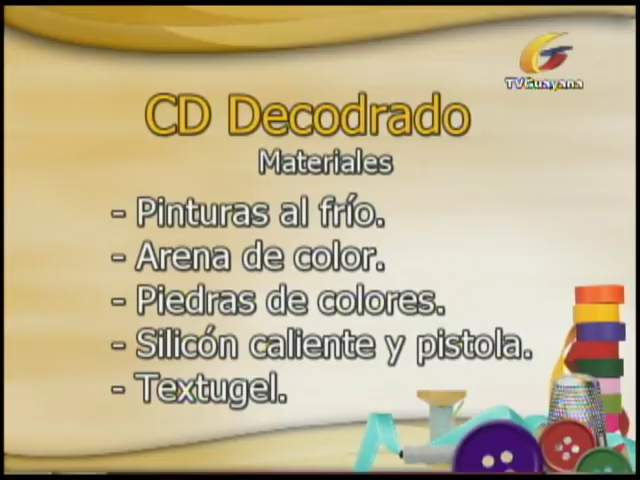 TVGuayana
CD Decodrado
Materiales
- Pinturas al frío.
- Arena de color.
- Piedras de colores.
- Silicón caliente y pistola.
- Textugel.